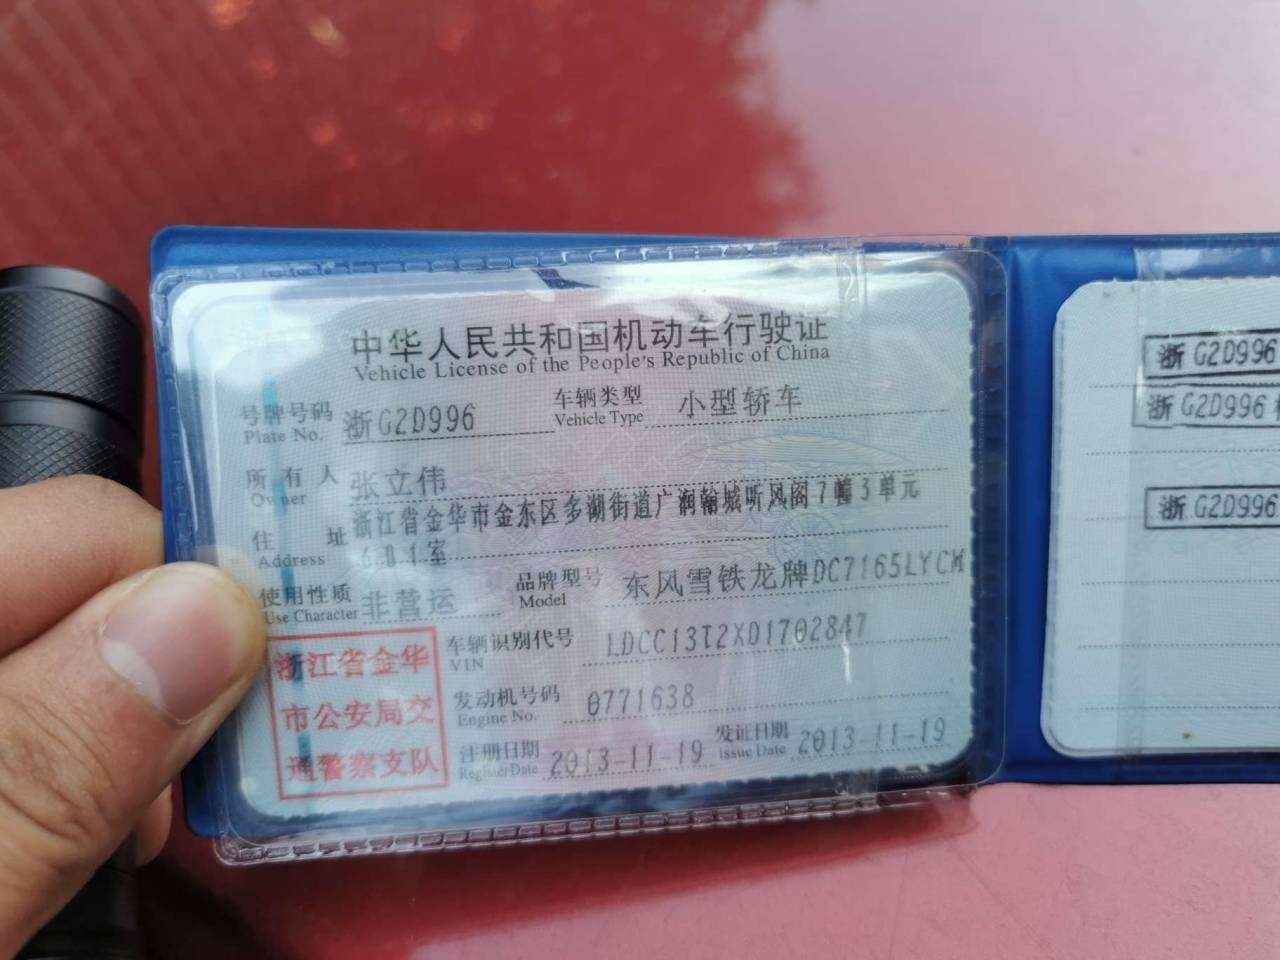 中华人民共和国机动车行驶证
Vehicle License of the People's Republic of China
号牌号码 浙G2D996 车辆类型 小型轿车
Plate No. Vehicle Type
所有人 张立伟
Owner
住址 浙江省金华市金东区多湖街道广润翰城听风阁7幢3单元
Address 601室
使用性质 非营运 品牌型号 东风雪铁龙牌DC7165LYCM
Use Character Model
浙江省金华
市公安局交
通警察支队
车辆识别代号 LDCC13T2XD1702847
VIN
发动机号码 0771638
Engine No.
注册日期 2013-11-19 发证日期 2013-11-19
Register Date Issue Date
浙G2D996
浙G2D996
浙G2D996